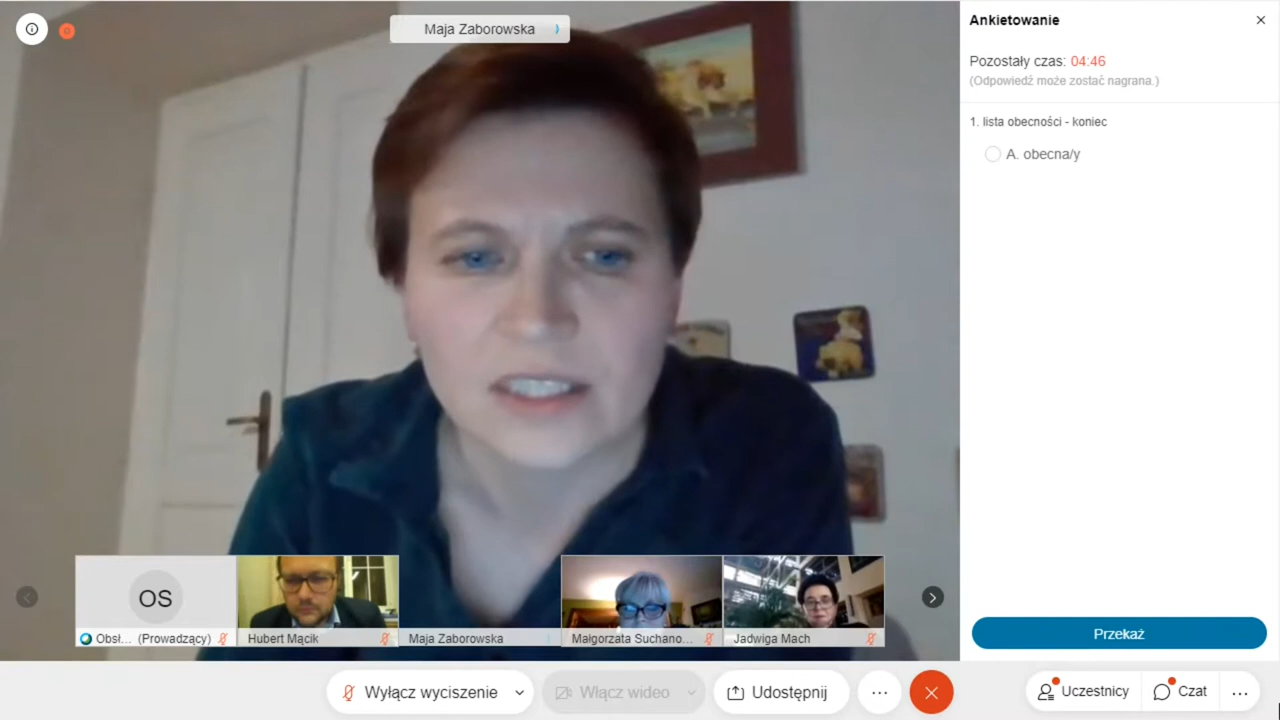 Maja Zaborowska
Ankietowanie
Pozostały czas: 04:46
(Odpowiedź może zostać nagrana.)
1. lista obecności - koniec
A. obecna/y
OS
Obsł... (Prowadzący)
Hubert Mącik
Maja Zaborowska
Małgorzata Suchano...
Jadwiga Mach
Przekaż
Wyłącz wyciszenie
Włącz wideo
Udostępnij
Uczestnicy
Czat